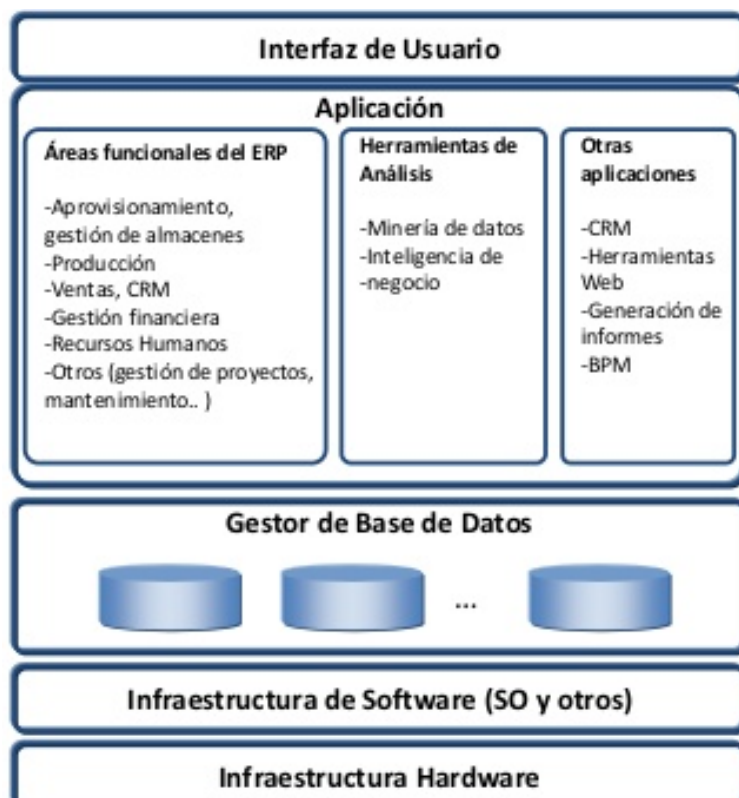 Interfaz de Usuario
Aplicación
Áreas funcionales del ERP
-Aprovisionamiento,
gestión de almacenes
-Producción
-Ventas, CRM
-Gestión financiera
-Recursos Humanos
-Otros (gestión de proyectos,
mantenimiento.. )
Herramientas de
Análisis
-Minería de datos
-Inteligencia de
-negocio
Otras
aplicaciones
-CRM
-Herramientas
Web
-Generación de
informes
-BPM
Gestor de Base de Datos
...
Infraestructura de Software (SO y otros)
Infraestructura Hardware